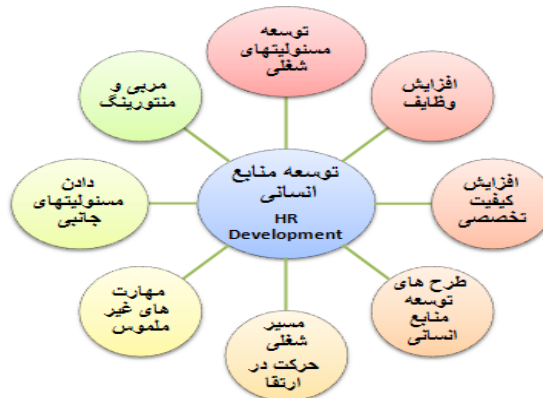 توسعه
مسئولیتهای
شغلی
افزایش
وظایف
افزایش
کیفیت
تخصصی
طرح های
توسعه
منابع
انسانی
مسیر
شغلی
حرکت در
ارتقا
مهارت
های غیر
ملموس
دادن
مسئولیتهای
جانبی
مربی و
منتورینگ
توسعه منابع
انسانی
HR
Development